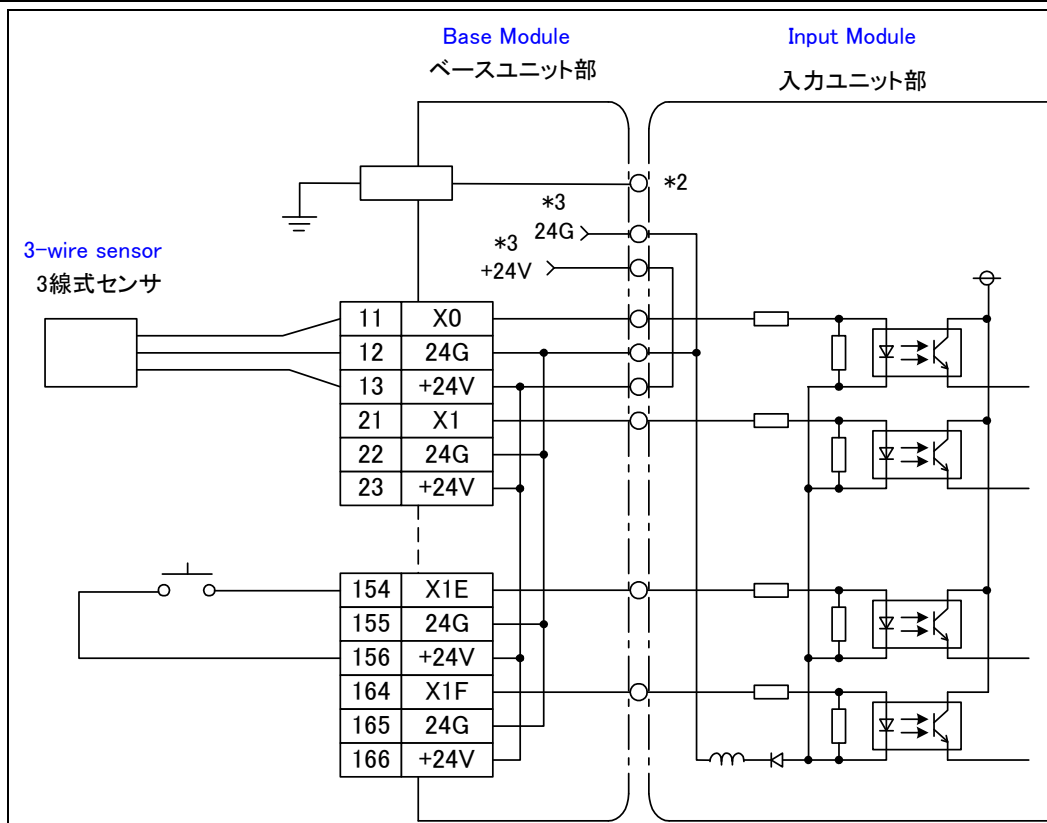 Base Module
ベースユニット部
Input Module
入力ユニット部
*2
*3
24G
*3
+24V
3-wire sensor
3線式センサ
11 X0
12 24G
13 +24V
21 X1
22 24G
23 +24V
154 X1E
155 24G
156 +24V
164 X1F
165 24G
166 +24V